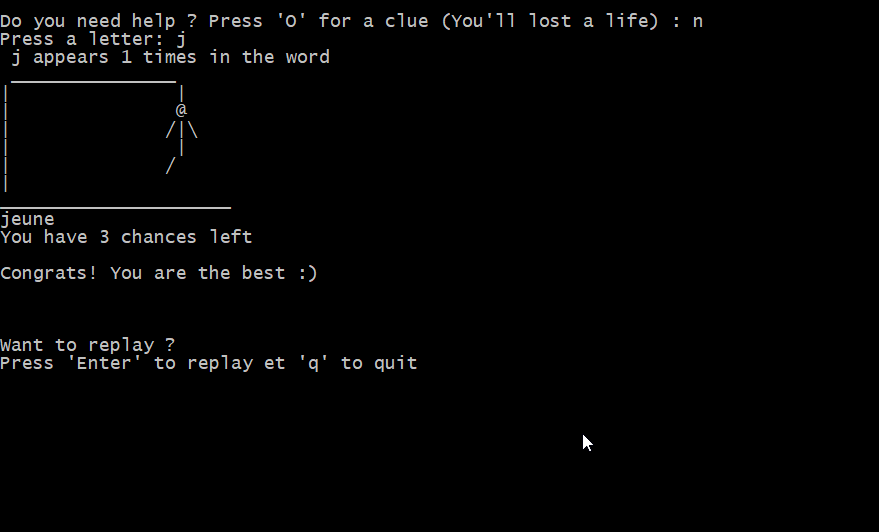 Do you need help ? Press 'O' for a clue (You'll lost a life) : n
Press a letter: j
 j appears 1 times in the word
 _______________
|               |
|               @
|              /|\
|               |
|              /
|
_____________________
jeune
You have 3 chances left
Congrats! You are the best :)
Want to replay ?
Press 'Enter' to replay et 'q' to quit